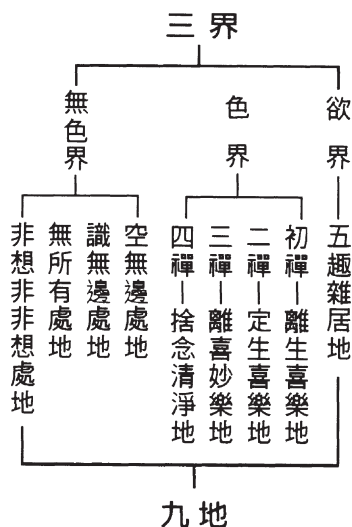 三界
欲界
五趣雜居地
色界
初禪
離生喜樂地
二禪
定生喜樂地
三禪
離喜妙樂地
四禪
捨念清淨地
無色界
空無邊處地
識無邊處地
無所有處地
非想非非想處地
九地